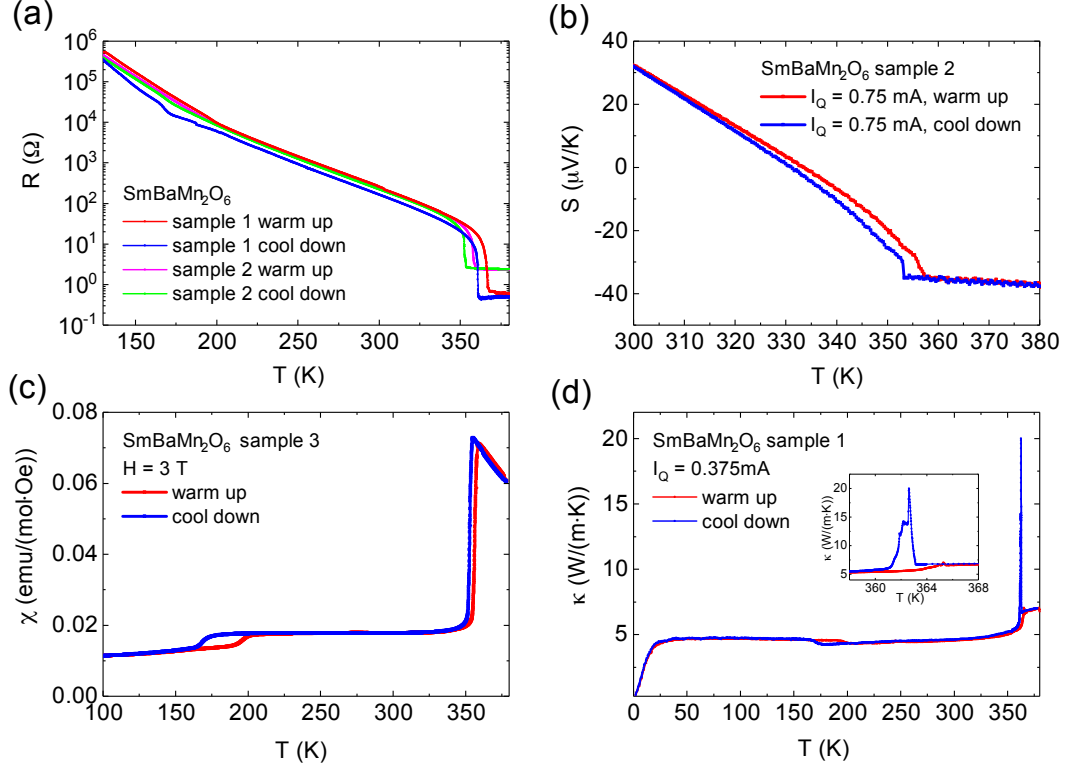 (a)
10⁶
10⁵
10⁴
10³
10²
10¹
10⁰
10⁻¹
R (Ω)
SmBaMn₂O₆
sample 1 warm up
sample 1 cool down
sample 2 warm up
sample 2 cool down
150 200 250 300 350
T (K)
(b)
40
20
0
-20
-40
S (μV/K)
SmBaMn₂O₆ sample 2
I_Q = 0.75 mA, warm up
I_Q = 0.75 mA, cool down
300 310 320 330 340 350 360 370 380
T (K)
(c)
0.08
0.06
0.04
0.02
0.00
χ (emu/(mol·Oe))
SmBaMn₂O₆ sample 3
H = 3 T
warm up
cool down
100 150 200 250 300 350
T (K)
(d)
20
15
10
5
0
κ (W/(m·K))
SmBaMn₂O₆ sample 1
I_Q = 0.375mA
warm up
cool down
20
15
10
5
κ (W/(m·K))
360 364 368
T (K)
0 50 100 150 200 250 300 350
T (K)